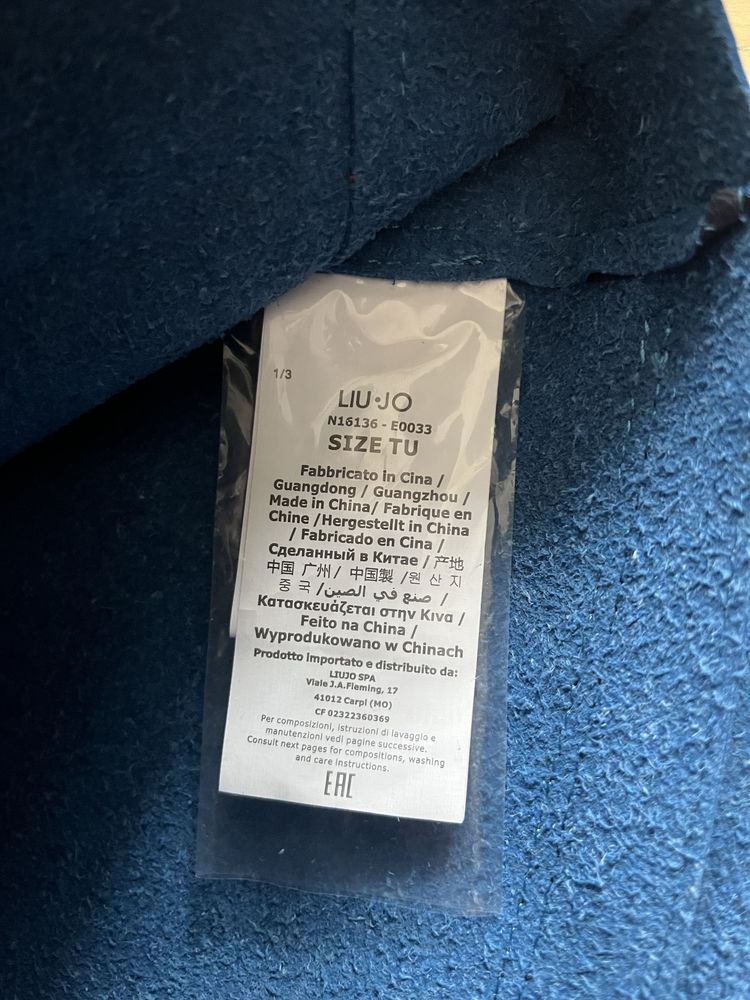 1/3
LIU·JO
N16136 - E0033
SIZE TU
Fabbricato in Cina /
Guangdong / Guangzhou /
Made in China/ Fabrique en
Chine /Hergestellt in China
/ Fabricado en Cina /
Сделанный в Китае / 产地
中国 广州/ 中国製 /원 산 지
중 국 /صنع في الصين /
Κατασκευάζεται στην Κινα /
Feito na China /
Wyprodukowano w Chinach
Prodotto importato e distribuito da:
LIUJO SPA
Viale J.A.Fleming, 17
41012 Carpi (MO)
CF 02322360369
Per composizioni, istruzioni di lavaggio e
manutenzioni vedi pagine successive.
Consult next pages for compositions, washing
and care instructions.
EAC